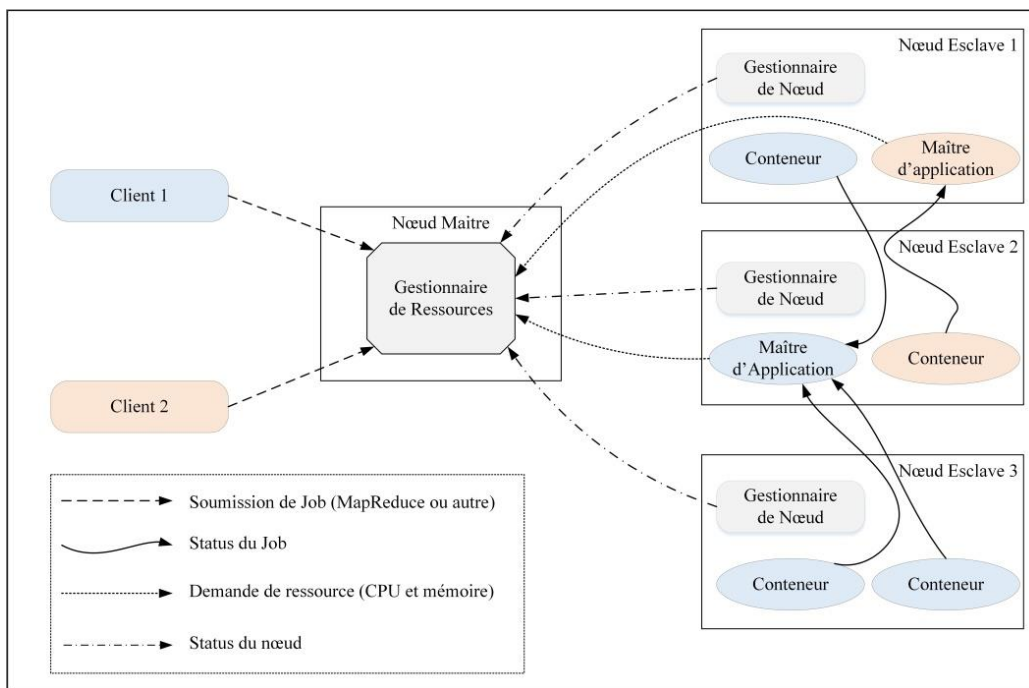 Client 1
Client 2
Nœud Maitre
Gestionnaire
de Ressources
Nœud Esclave 1
Gestionnaire
de Nœud
Conteneur
Maître
d'application
Nœud Esclave 2
Gestionnaire
de Nœud
Maître
d'Application
Conteneur
Nœud Esclave 3
Gestionnaire
de Nœud
Conteneur
Conteneur
Soumission de Job (MapReduce ou autre)
Status du Job
Demande de ressource (CPU et mémoire)
Status du nœud